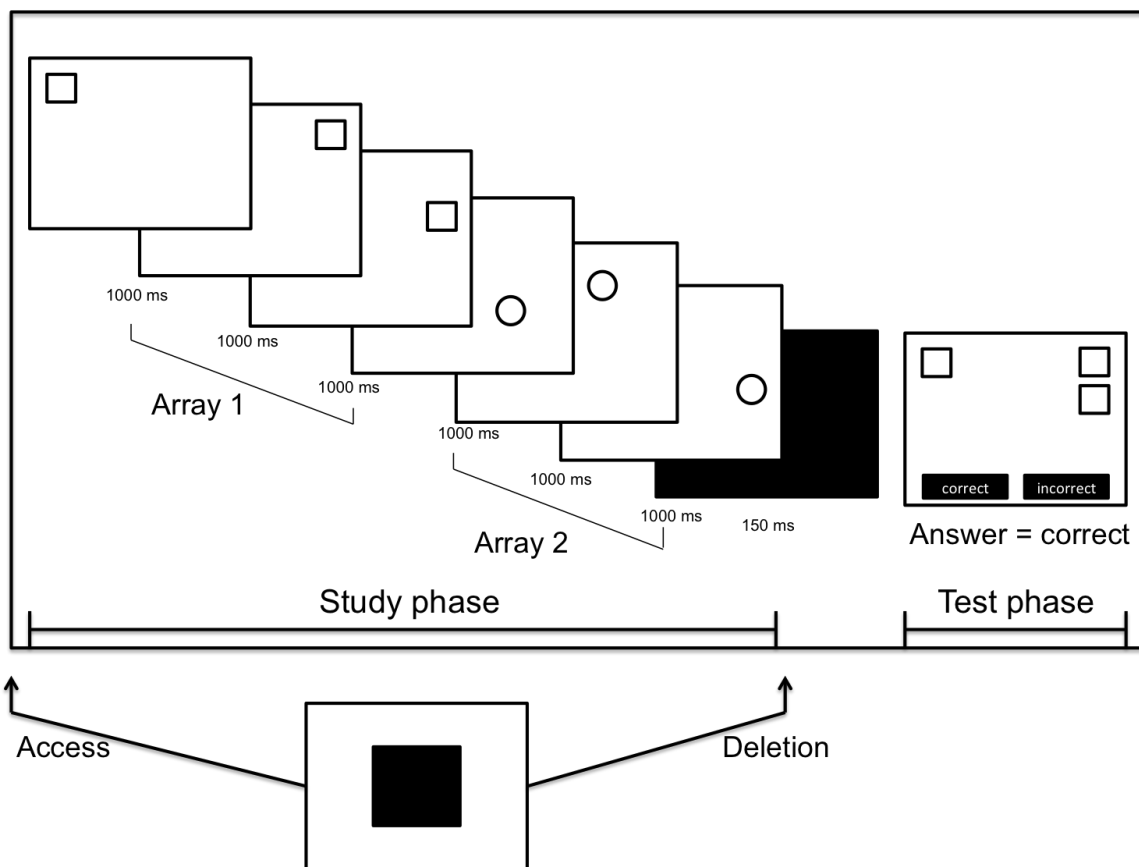 1000 ms
1000 ms
1000 ms
Array 1
1000 ms
1000 ms
1000 ms
150 ms
Array 2
correct
incorrect
Answer = correct
Study phase
Test phase
Access
Deletion